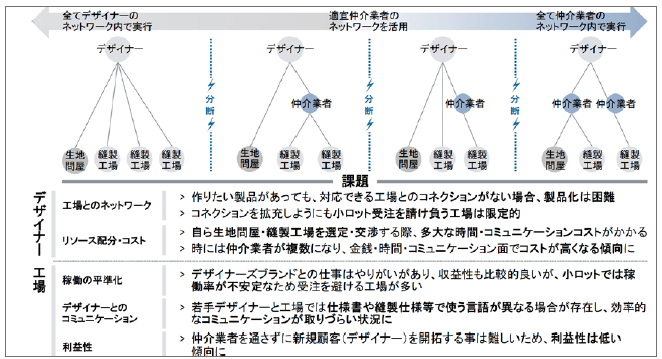 全てデザイナーの
ネットワーク内で実行
適宜仲介業者の
ネットワークを活用
全て仲介業者の
ネットワーク内で実行
デザイナー
デザイナー
デザイナー
デザイナー
分断
分断
分断
仲介業者
仲介業者
仲介業者
仲介業者
生地
問屋
縫製
工場
縫製
工場
縫製
工場
生地
問屋
縫製
工場
縫製
工場
生地
問屋
縫製
工場
縫製
工場
生地
問屋
縫製
工場
縫製
工場
課題
デザイナー
工場とのネットワーク
> 作りたい製品があっても、対応できる工場とのコネクションがない場合、製品化は困難
> コネクションを拡充しようにも小ロット受注を請け負う工場は限定的
リソース配分・コスト
> 自ら生地問屋・縫製工場を選定・交渉する際、多大な時間・コミュニケーションコストがかかる
> 時には仲介業者が複数になり、金銭・時間・コミュニケーション面でコストが高くなる傾向に
工場
稼働の平準化
> デザイナーズブランドとの仕事はやりがいがあり、収益性も比較的良いが、小ロットでは稼
働率が不安定なため受注を避ける工場が多い
デザイナーとの
コミュニケーション
> 若手デザイナーと工場では仕様書や縫製仕様等で使う言語が異なる場合が存在し、効率的
なコミュニケーションが取りづらい状況に
利益性
> 仲介業者を通さずに新規顧客(デザイナー)を開拓する事は難しいため、利益性は低い
傾向に